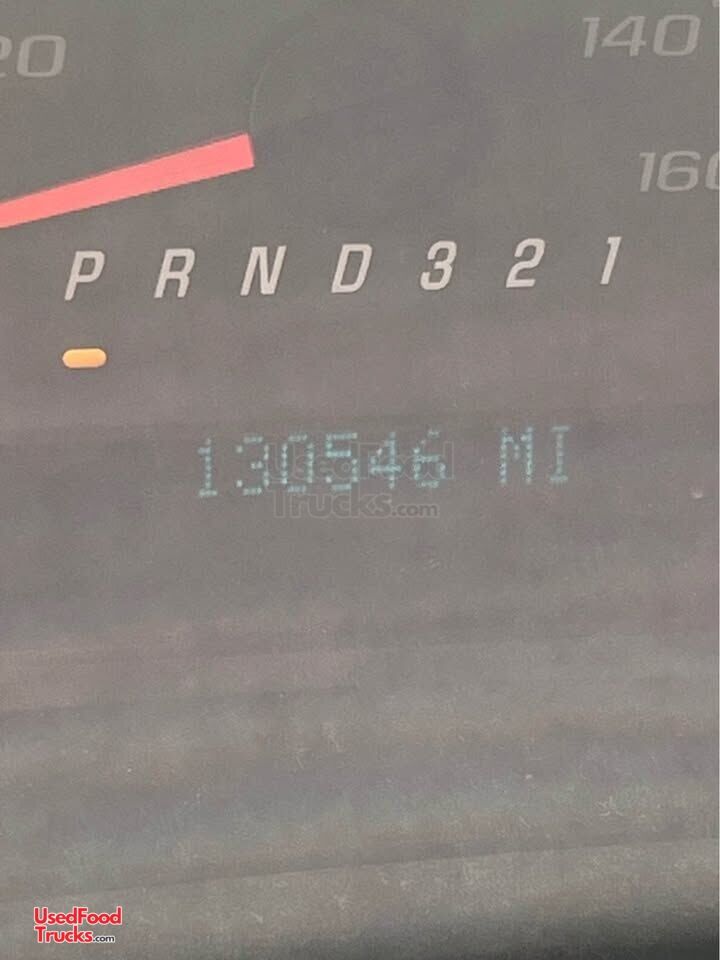 20 140
160
P R N D 3 2 1
130546 MI
UsedFood
Trucks.com
UsedFood
Trucks.com